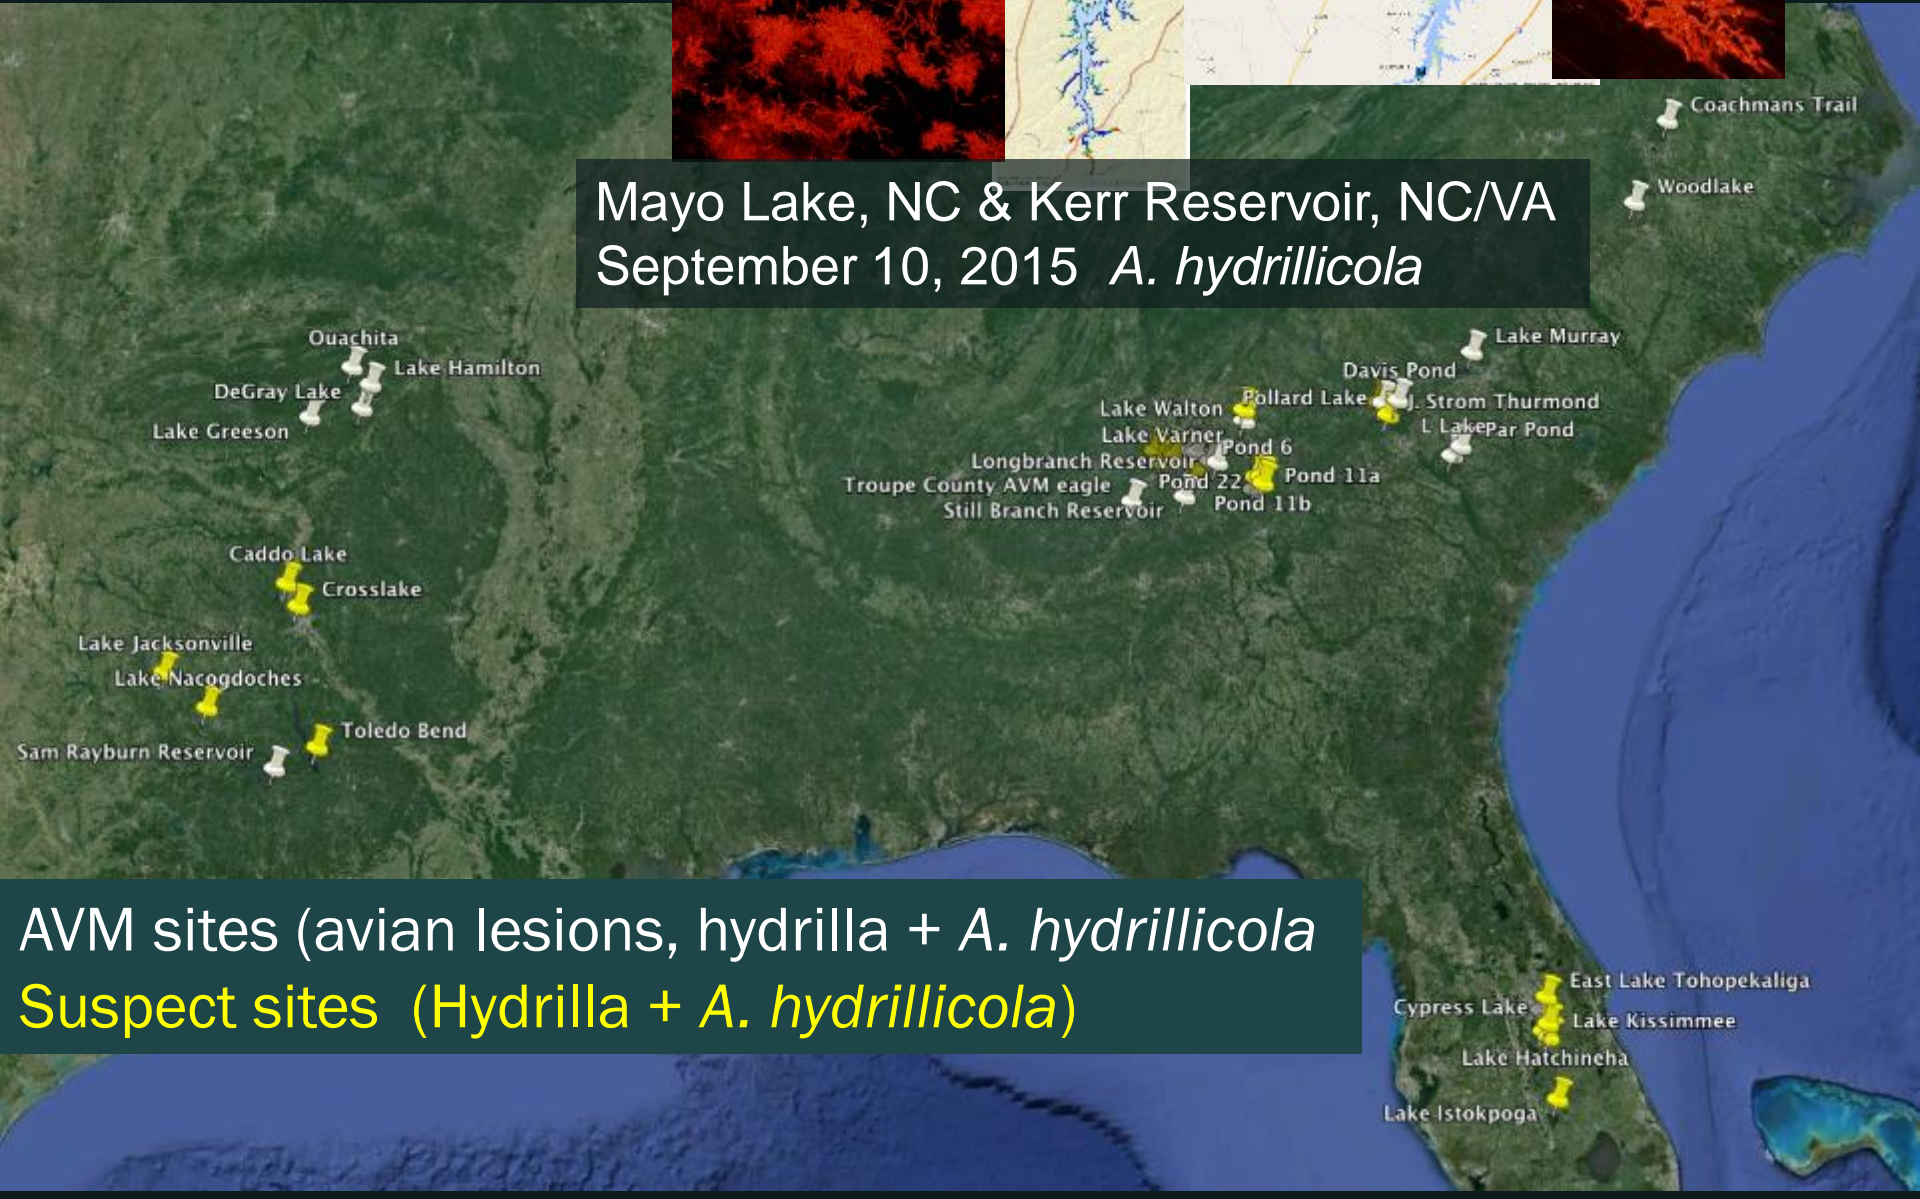 Coachmans Trail
Woodlake
Mayo Lake, NC & Kerr Reservoir, NC/VA
September 10, 2015 A. hydrillicola
Ouachita
Lake Hamilton
DeGray Lake
Lake Greeson
Lake Murray
Davis Pond
Pollard Lake
J. Strom Thurmond
Lake Walton
L Lake
Par Pond
Lake Varner
Pond 6
Longbranch Reservoir
Pond 11a
Troupe County AVM eagle
Pond 22
Pond 11b
Still Branch Reservoir
Caddo Lake
Crosslake
Lake Jacksonville
Lake Nacogdoches
Toledo Bend
Sam Rayburn Reservoir
AVM sites (avian lesions, hydrilla + A. hydrillicola
Suspect sites (Hydrilla + A. hydrillicola)
East Lake Tohopekaliga
Cypress Lake
Lake Kissimmee
Lake Hatchineha
Lake Istokpoga